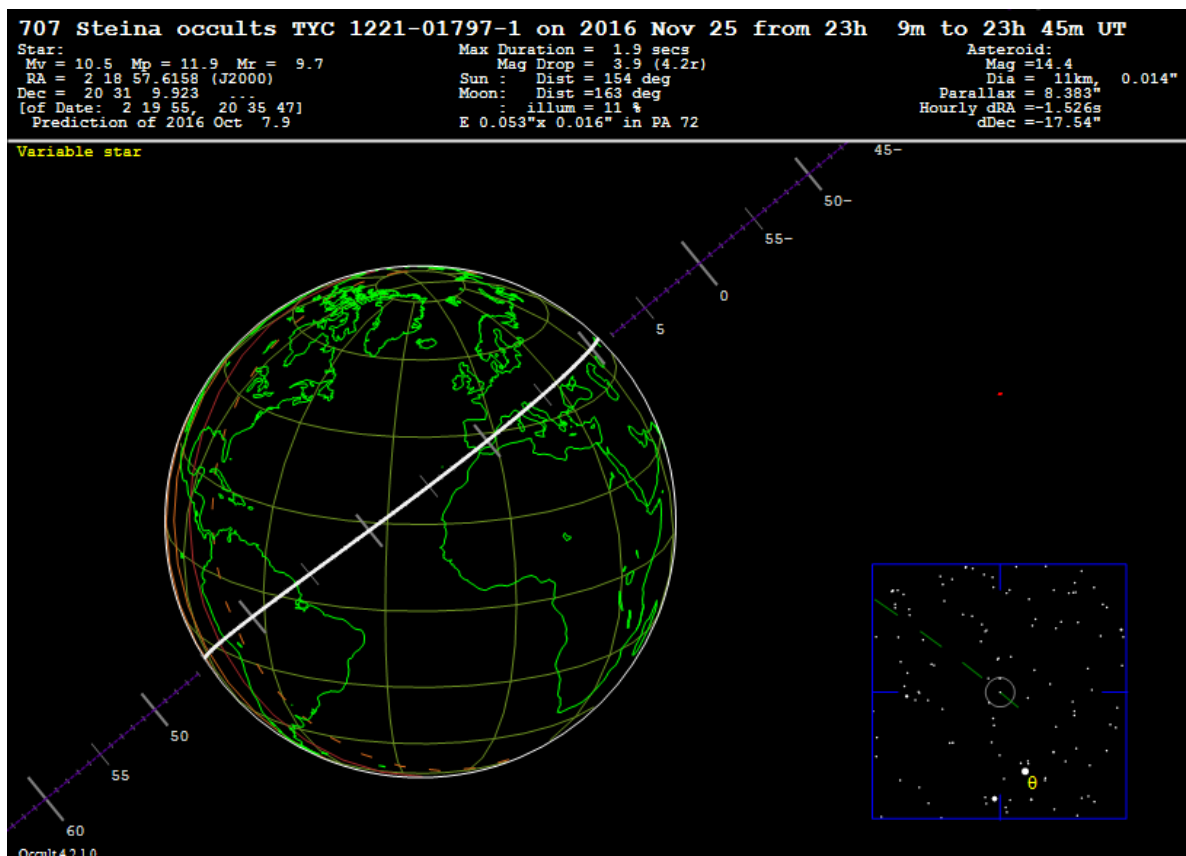 707 Steina occults TYC 1221-01797-1 on 2016 Nov 25 from 23h  9m to 23h 45m UT
Star:
Mv = 10.5  Mp = 11.9  Mr =  9.7
RA =  2 18 57.6158 (J2000)
Dec = 20 31  9.923   ...
[of Date:  2 19 55,  20 35 47]
Prediction of 2016 Oct  7.9
Max Duration =  1.9 secs
Mag Drop =  3.9 (4.2r)
Sun :   Dist = 154 deg
Moon:   Dist =163 deg
:  illum = 11 %
E 0.053"x 0.016" in PA 72
Asteroid:
Mag =14.4
Dia =  11km,  0.014"
Parallax = 8.383"
Hourly dRA =-1.526s
dDec =-17.54"
Variable star
45-
50-
55-
0
5
50
55
60
θ
Occult 4.2.1.0